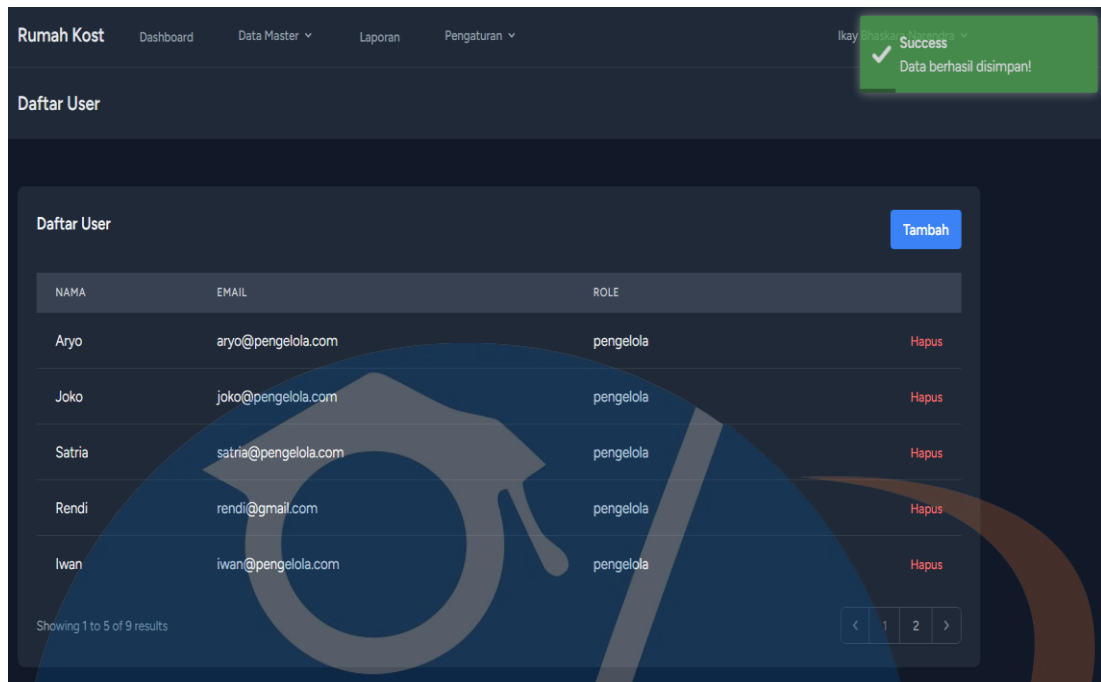 Rumah Kost Dashboard Data Master Laporan Pengaturan Ikay Bhaskara Narendra
Success
Data berhasil disimpan!
Daftar User
Daftar User Tambah
NAMA EMAIL ROLE
Aryo aryo@pengelola.com pengelola Hapus
Joko joko@pengelola.com pengelola Hapus
Satria satria@pengelola.com pengelola Hapus
Rendi rendi@gmail.com pengelola Hapus
Iwan iwan@pengelola.com pengelola Hapus
Showing 1 to 5 of 9 results < 1 2 >